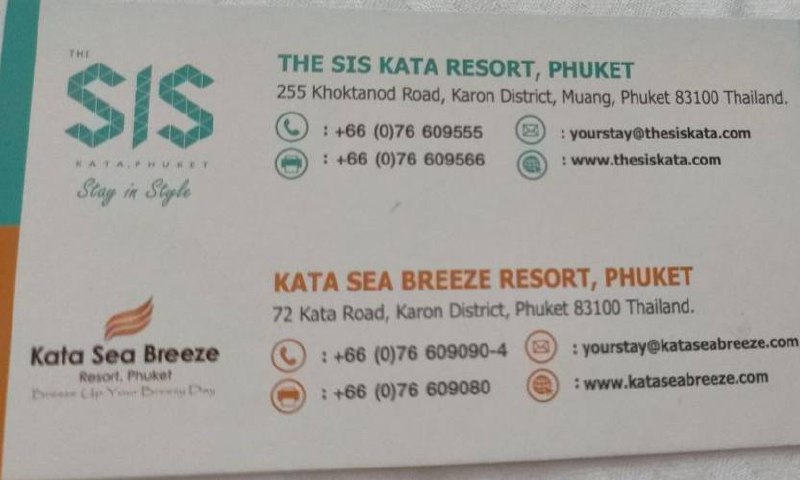 THE
SIS
KATA, PHUKET
Stay in Style
THE SIS KATA RESORT, PHUKET
255 Khoktanod Road, Karon District, Muang, Phuket 83100 Thailand.
: +66 (0)76 609555
: yourstay@thesiskata.com
: +66 (0)76 609566
: www.thesiskata.com
Kata Sea Breeze
Resort, Phuket
Breeze Up Your Breezy Day
KATA SEA BREEZE RESORT, PHUKET
72 Kata Road, Karon District, Phuket 83100 Thailand.
: +66 (0)76 609090-4
: yourstay@kataseabreeze.com
: +66 (0)76 609080
: www.kataseabreeze.com